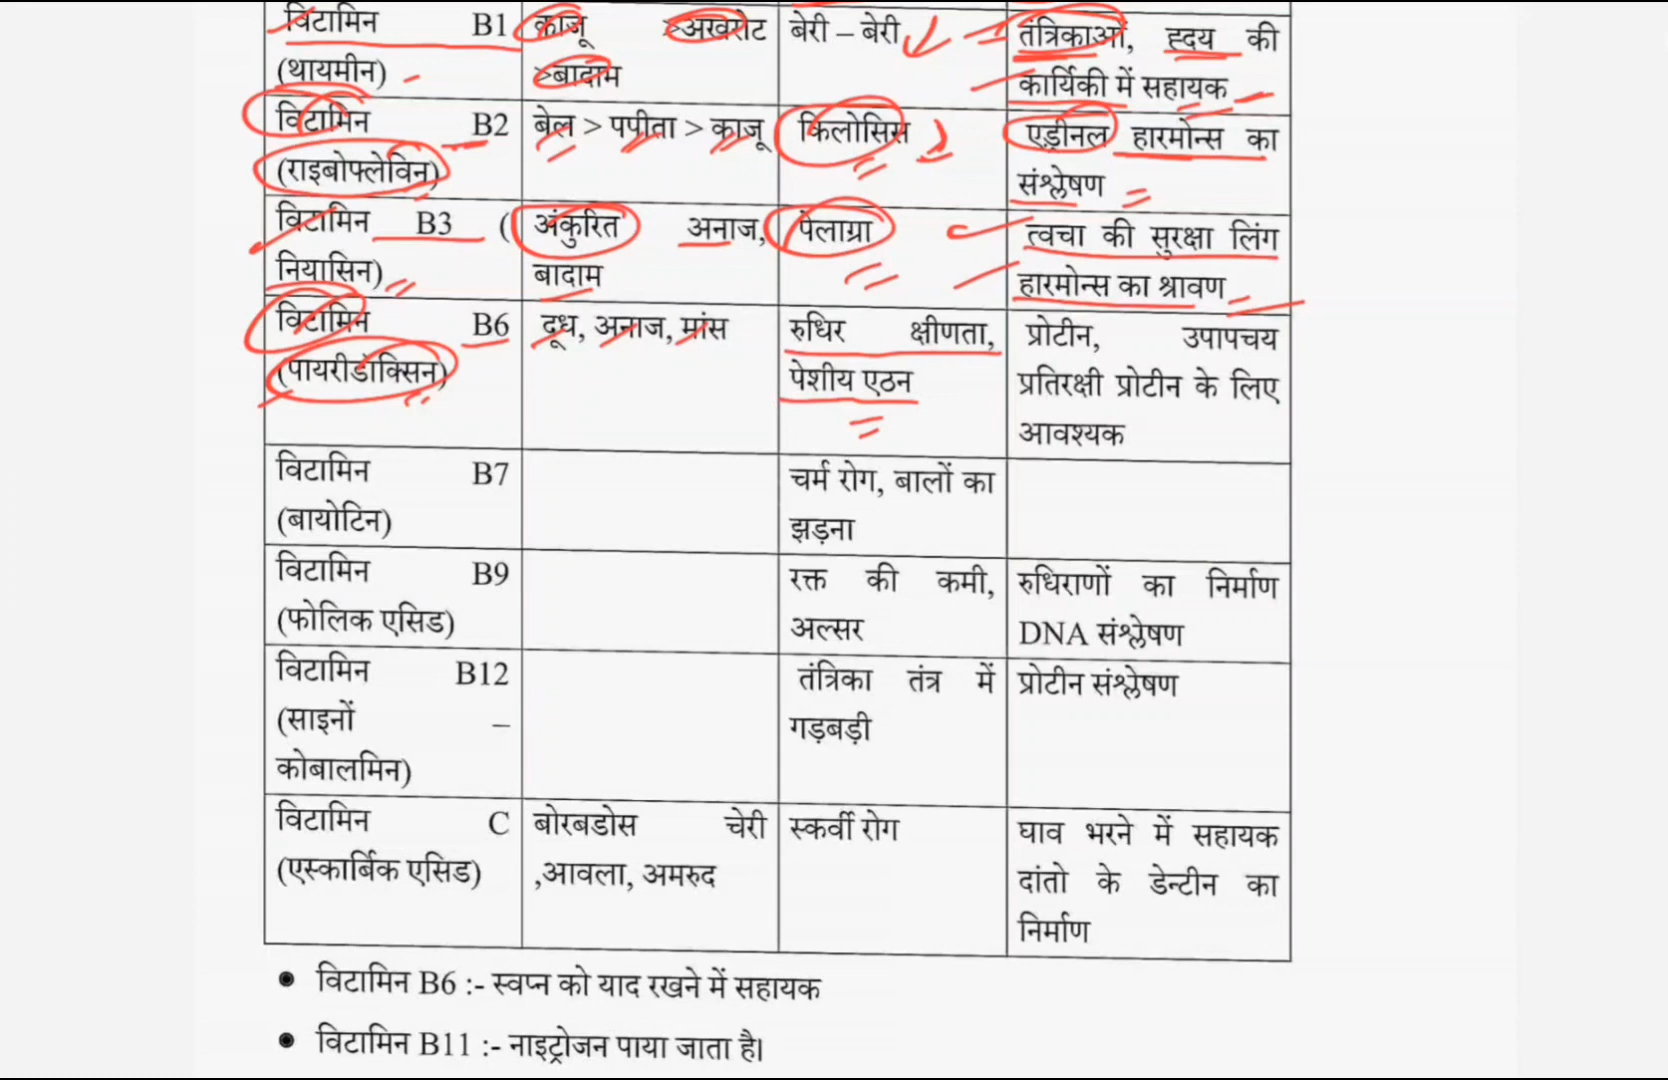 विटामिन B1 काजू >अखरोट बेरी – बेरी तंत्रिकाओं, ह्दय की
(थायमीन) >बादाम कार्यिकी में सहायक
विटामिन B2 बेल > पपीता > काजू किलोसिस एड्रीनल हारमोन्स का
(राइबोफ्लेविन) संश्लेषण
विटामिन B3 ( अंकुरित अनाज, पेलाग्रा त्वचा की सुरक्षा लिंग
नियासिन) बादाम हारमोन्स का श्रावण
विटामिन B6 दूध, अनाज, मांस रुधिर क्षीणता, प्रोटीन, उपापचय
(पायरीडॉक्सिन) पेशीय एठन प्रतिरक्षी प्रोटीन के लिए
आवश्यक
विटामिन B7 चर्म रोग, बालों का
(बायोटिन) झड़ना
विटामिन B9 रक्त की कमी, रुधिराणों का निर्माण
(फोलिक एसिड) अल्सर DNA संश्लेषण
विटामिन B12 तंत्रिका तंत्र में प्रोटीन संश्लेषण
(साइनों – गड़बड़ी
कोबालमिन)
विटामिन C बोरबडोस चेरी स्कर्वी रोग घाव भरने में सहायक
(एस्कार्बिक एसिड) ,आवला, अमरुद दांतो के डेन्टीन का
निर्माण
● विटामिन B6 :- स्वप्न को याद रखने में सहायक
● विटामिन B11 :- नाइट्रोजन पाया जाता है।